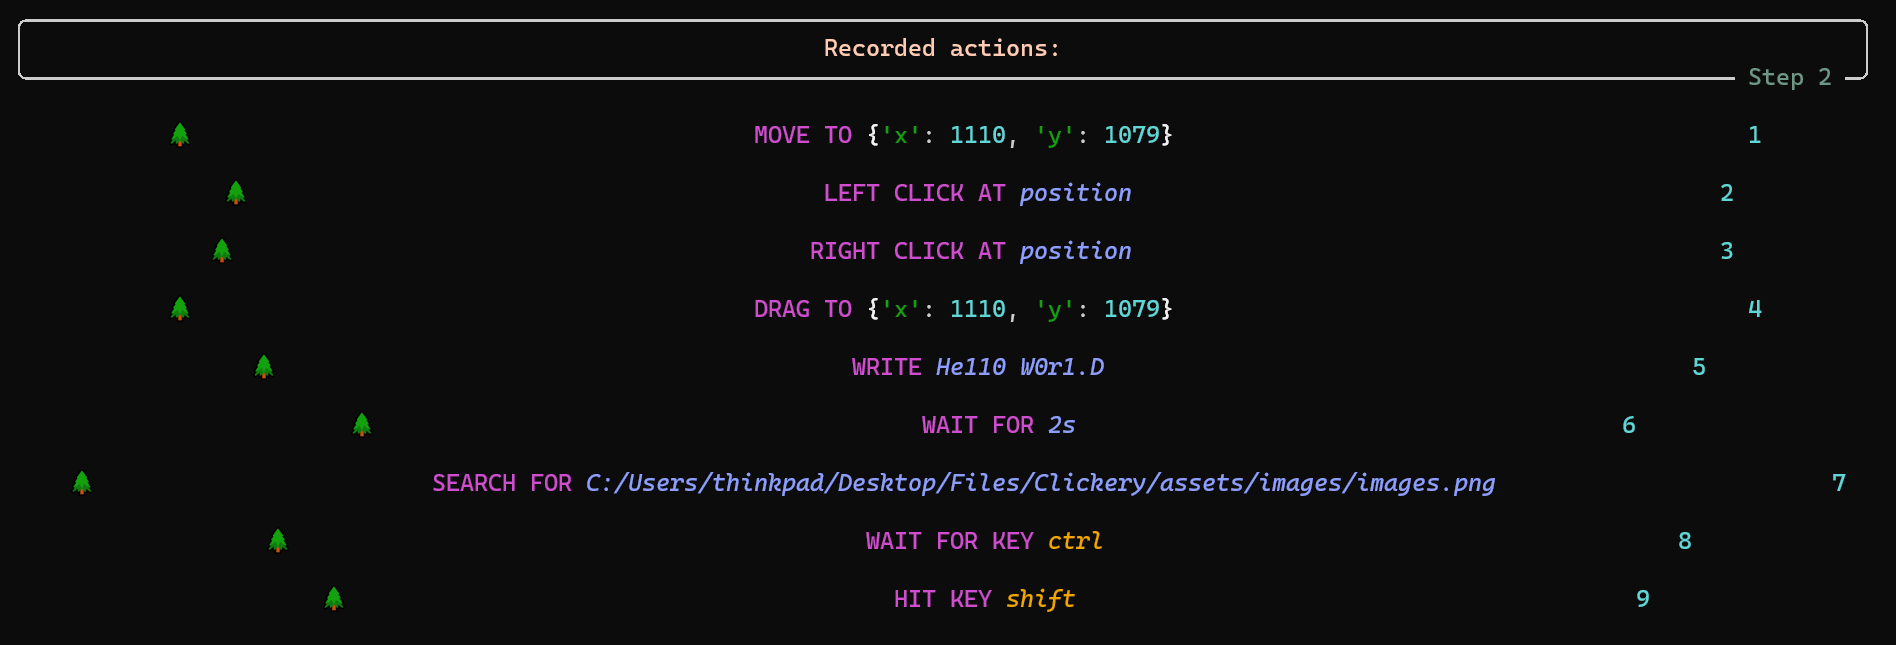 Recorded actions:
Step 2
MOVE TO {'x': 1110, 'y': 1079} 1
LEFT CLICK AT position 2
RIGHT CLICK AT position 3
DRAG TO {'x': 1110, 'y': 1079} 4
WRITE He110 W0r1.D 5
WAIT FOR 2s 6
SEARCH FOR C:/Users/thinkpad/Desktop/Files/Clickery/assets/images/images.png 7
WAIT FOR KEY ctrl 8
HIT KEY shift 9